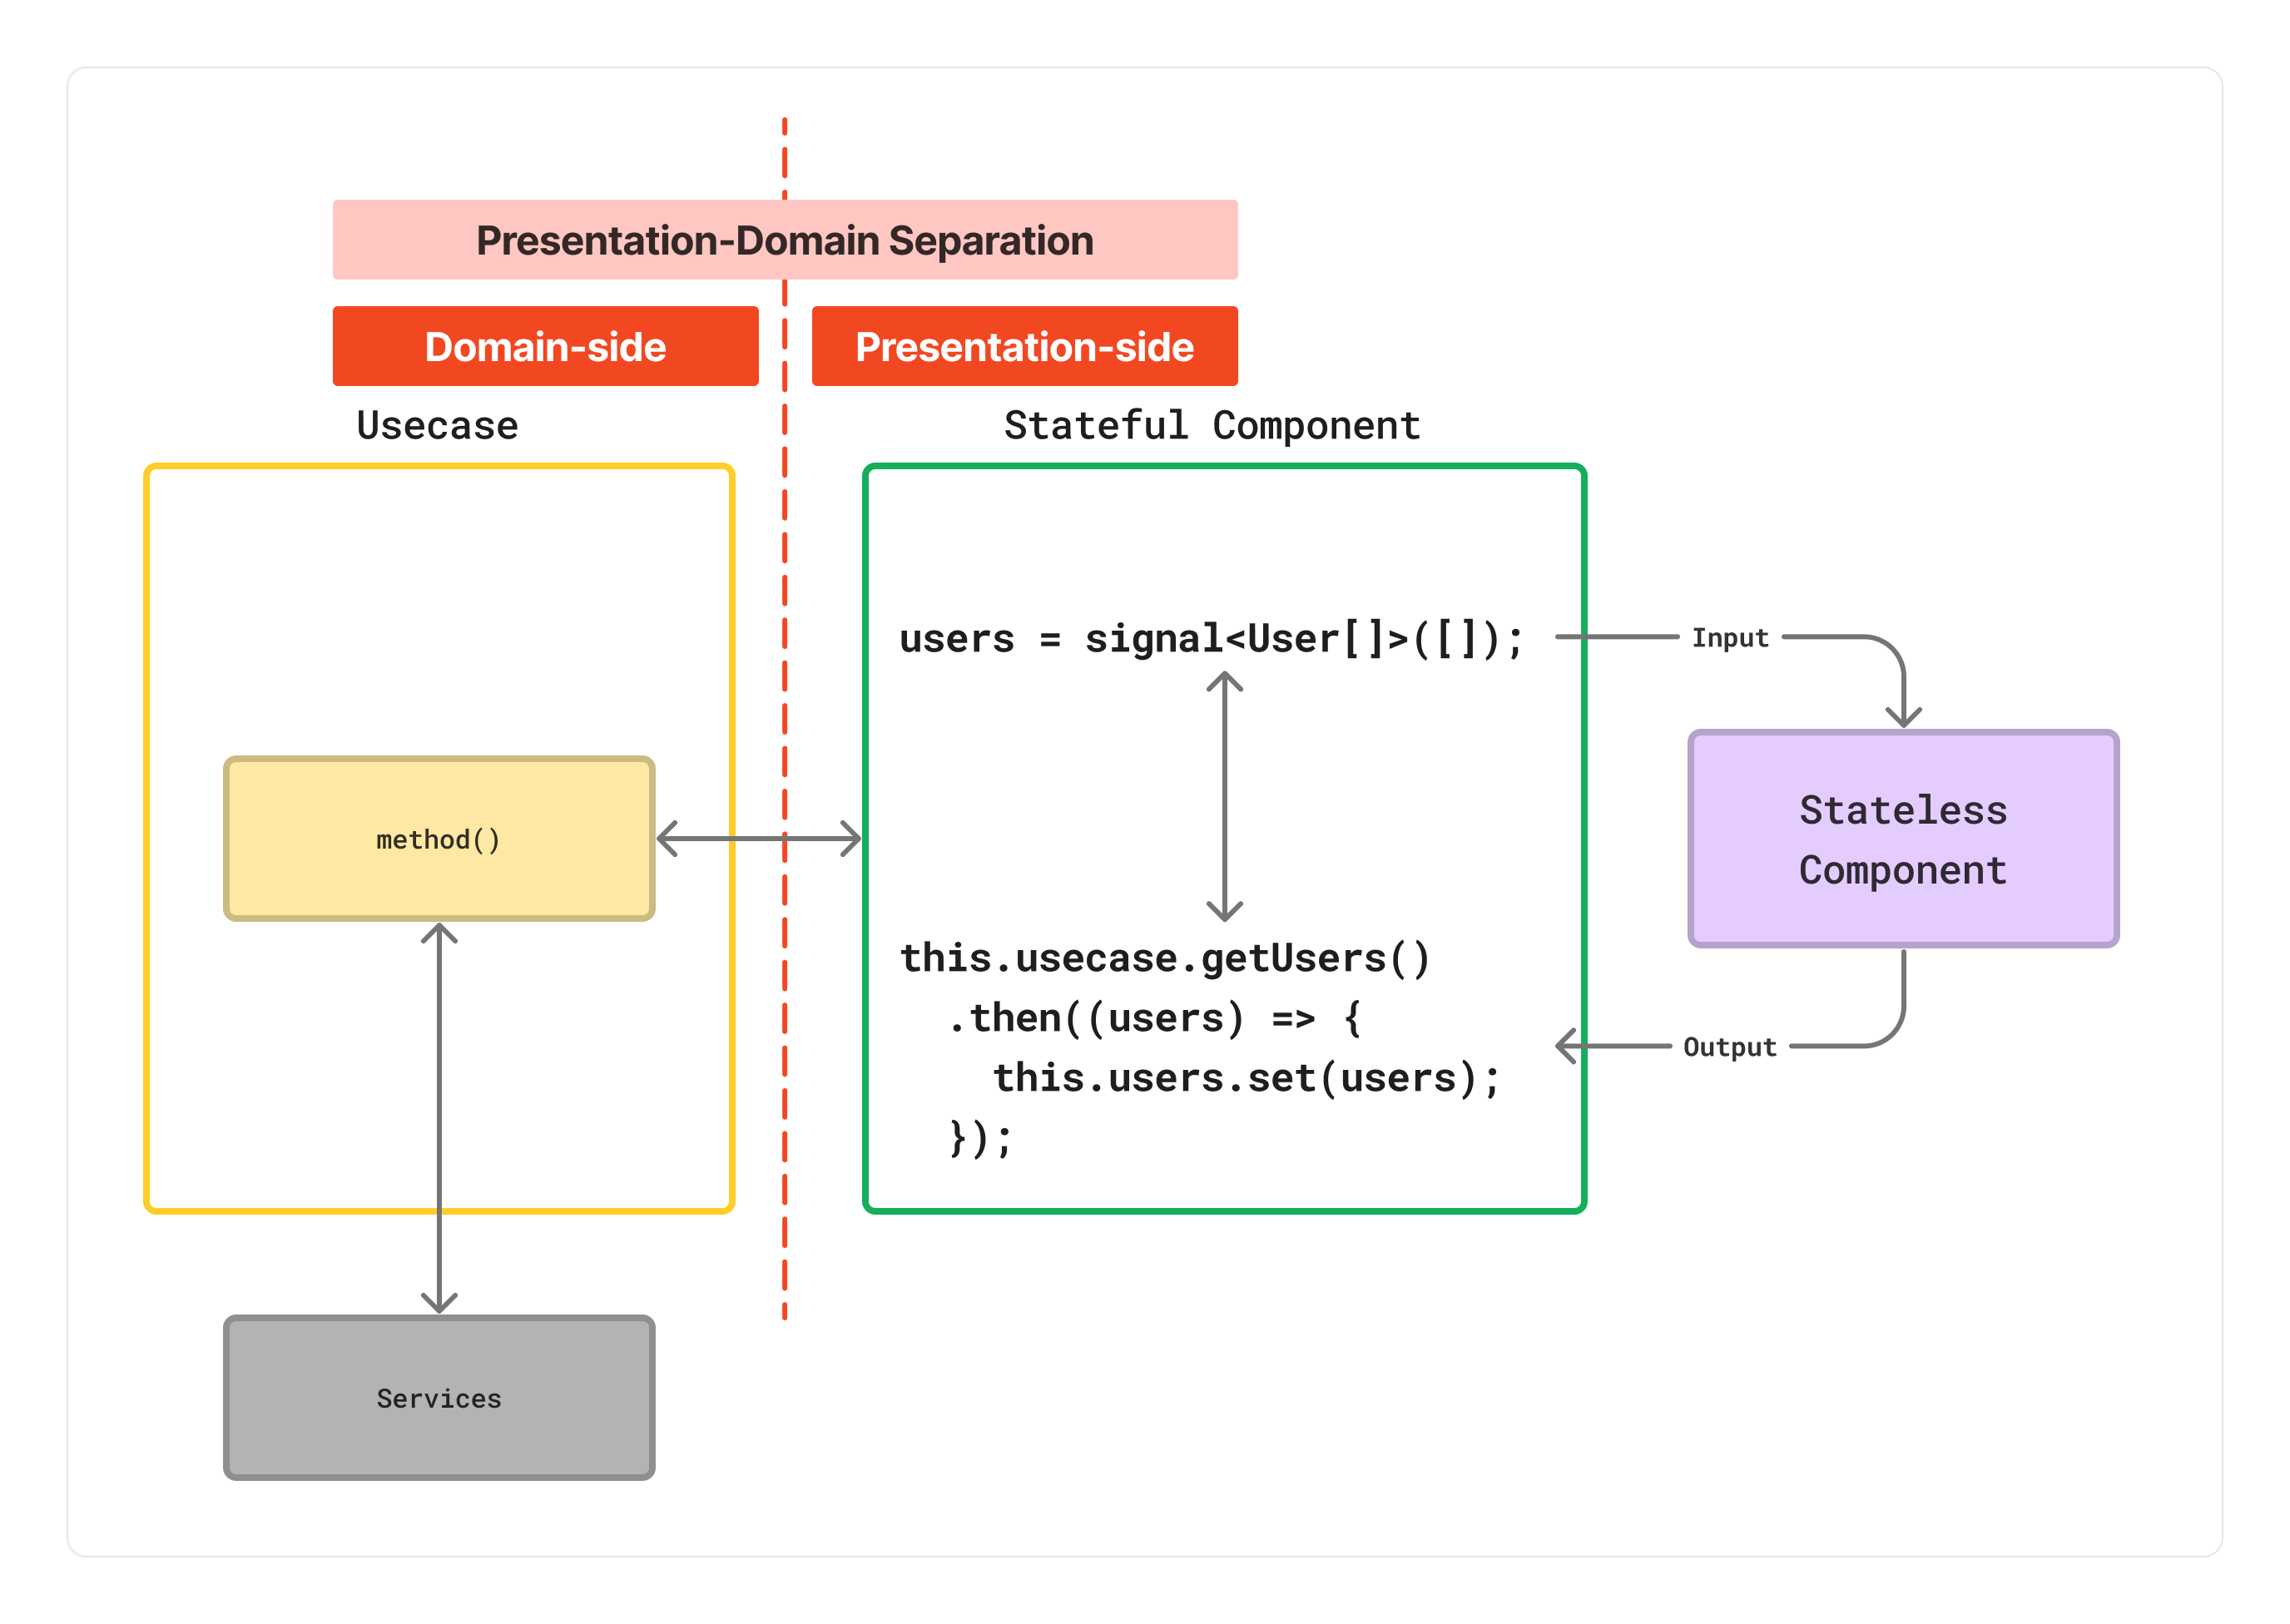 Presentation-Domain Separation
Domain-side
Presentation-side
Usecase
Stateful Component
users = signal<User[]>([]);
Input
method()
Stateless
Component
this.usecase.getUsers()
.then((users) => {
this.users.set(users);
});
Output
Services